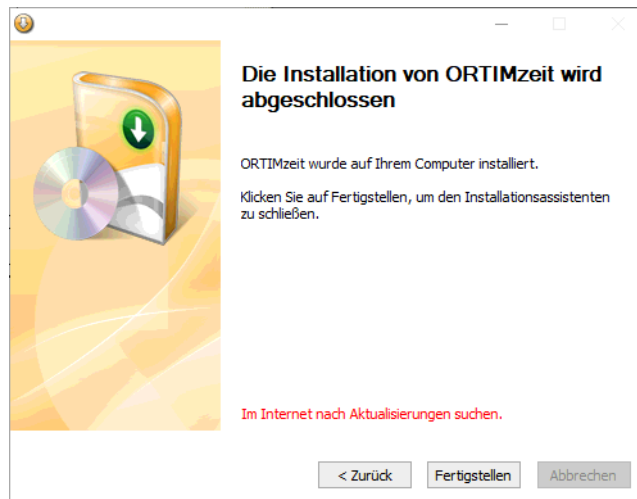 Die Installation von ORTIMzeit wird
abgeschlossen
ORTIMzeit wurde auf Ihrem Computer installiert.
Klicken Sie auf Fertigstellen, um den Installationsassistenten
zu schließen.
Im Internet nach Aktualisierungen suchen.
< Zurück
Fertigstellen
Abbrechen